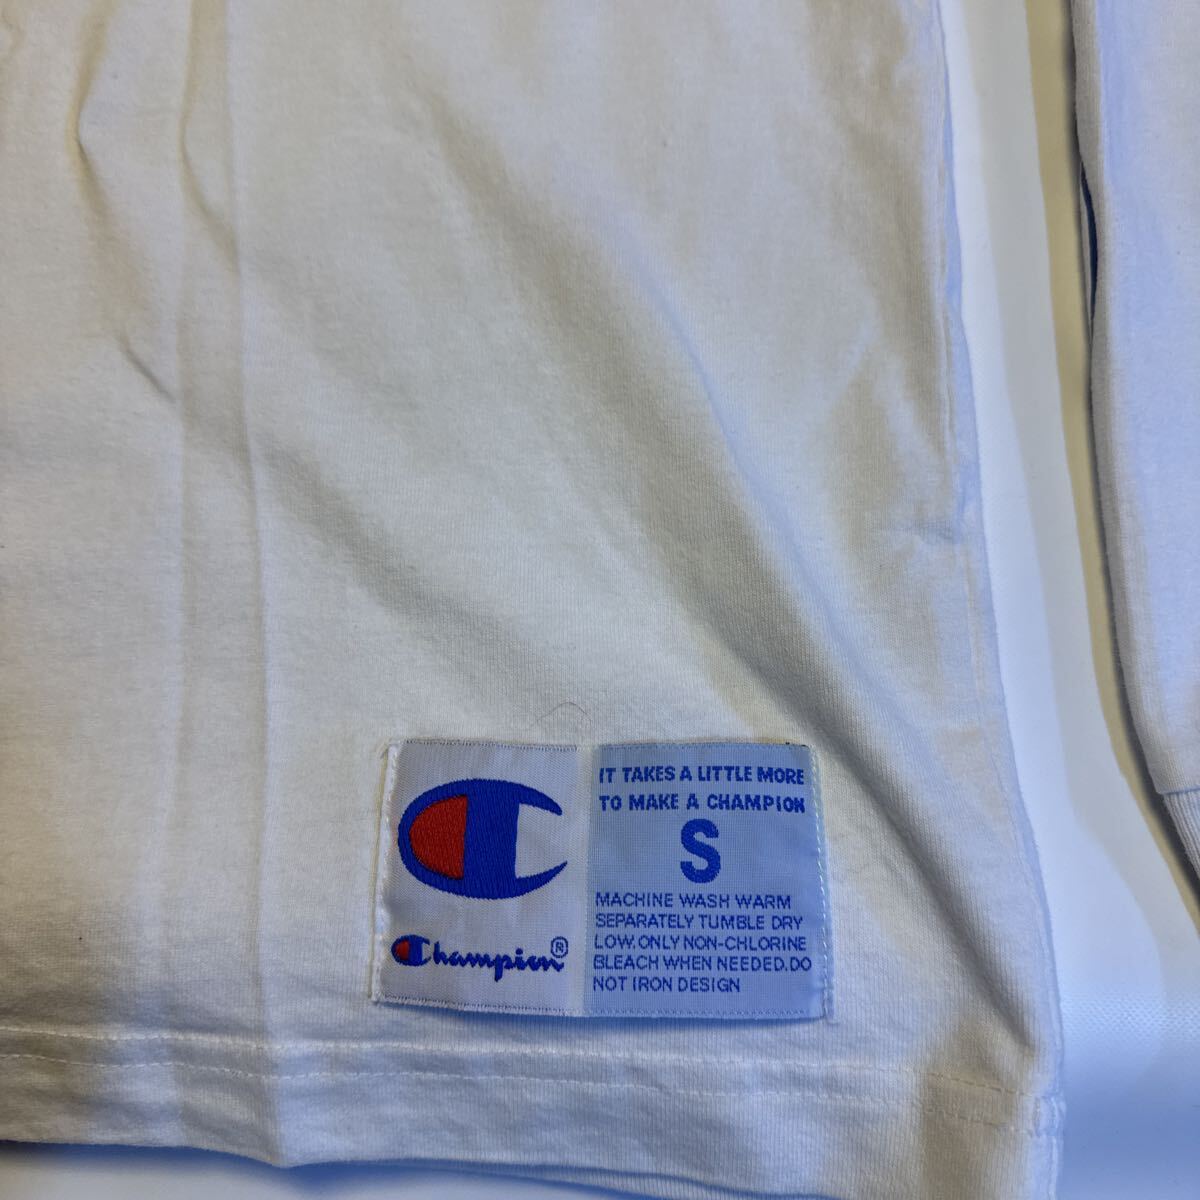 Champion®
IT TAKES A LITTLE MORE
TO MAKE A CHAMPION
S
MACHINE WASH WARM
SEPARATELY TUMBLE DRY
LOW. ONLY NON-CHLORINE
BLEACH WHEN NEEDED. DO
NOT IRON DESIGN